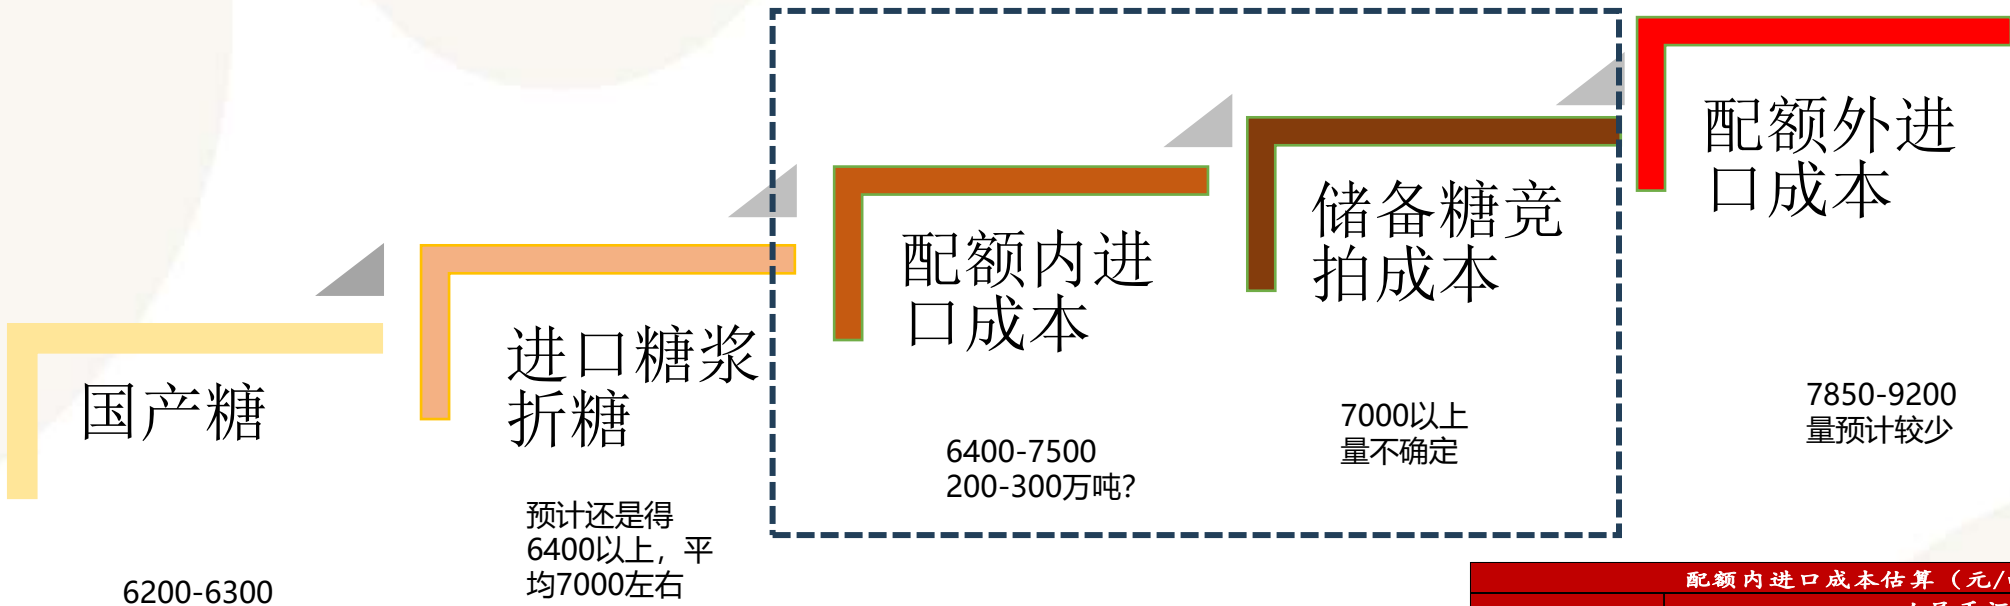 国产糖
6200-6300
进口糖浆
折糖
预计还是得
6400以上，平
均7000左右
配额内进
口成本
6400-7500
200-300万吨？
储备糖竞
拍成本
7000以上
量不确定
配额外进
口成本
7850-9200
量预计较少
配额内进口成本估算（元/